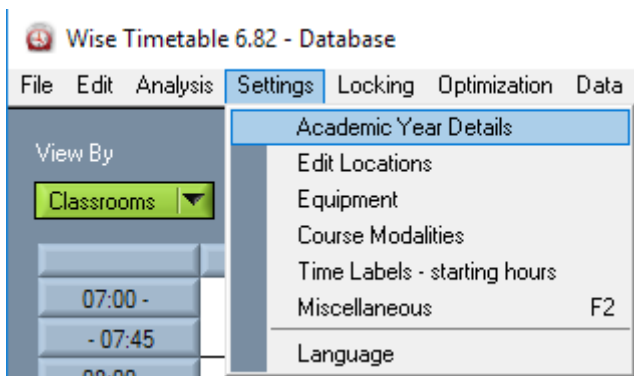 Wise Timetable 6.82 - Database
File Edit Analysis Settings Locking Optimization Data
Academic Year Details
View By
Edit Locations
Classrooms
Equipment
Course Modalities
Time Labels - starting hours
07:00 -
Miscellaneous F2
- 07:45
Language